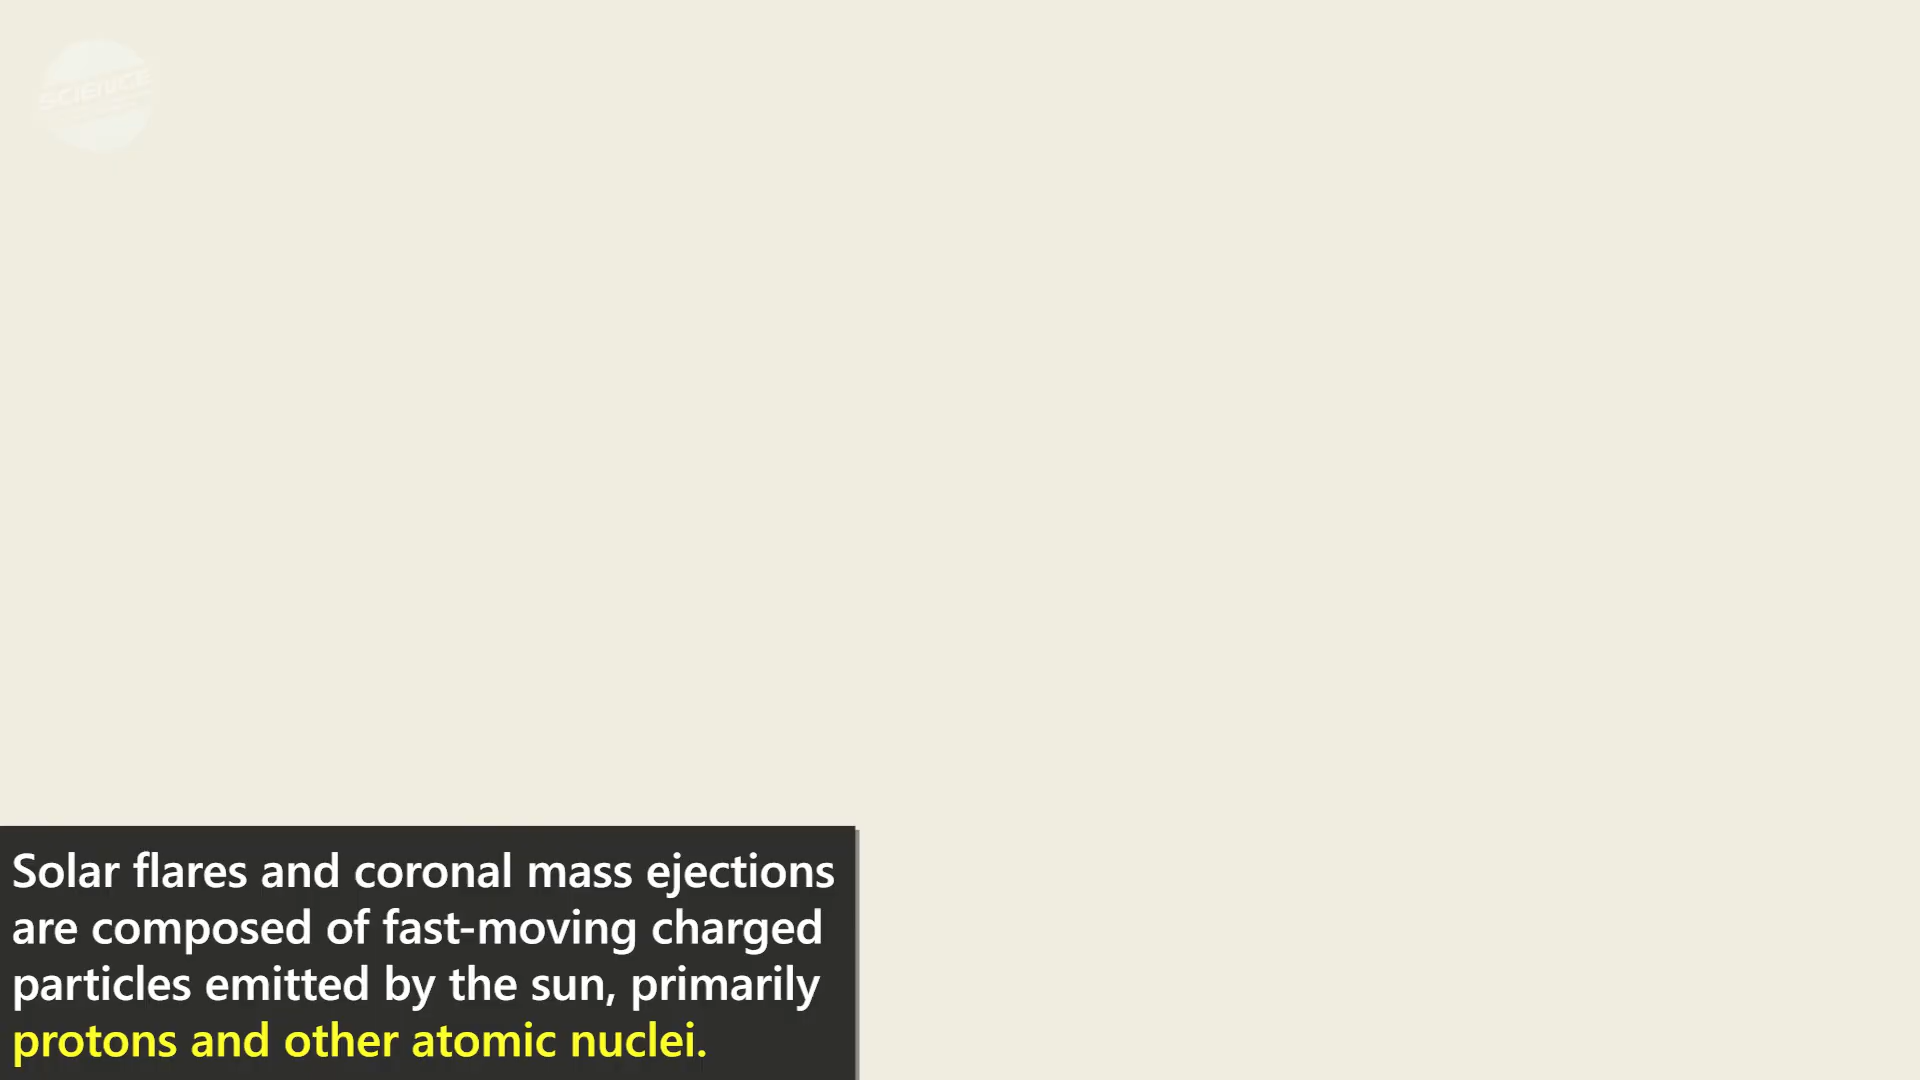 SCIENCE
Solar flares and coronal mass ejections
are composed of fast-moving charged
particles emitted by the sun, primarily
protons and other atomic nuclei.